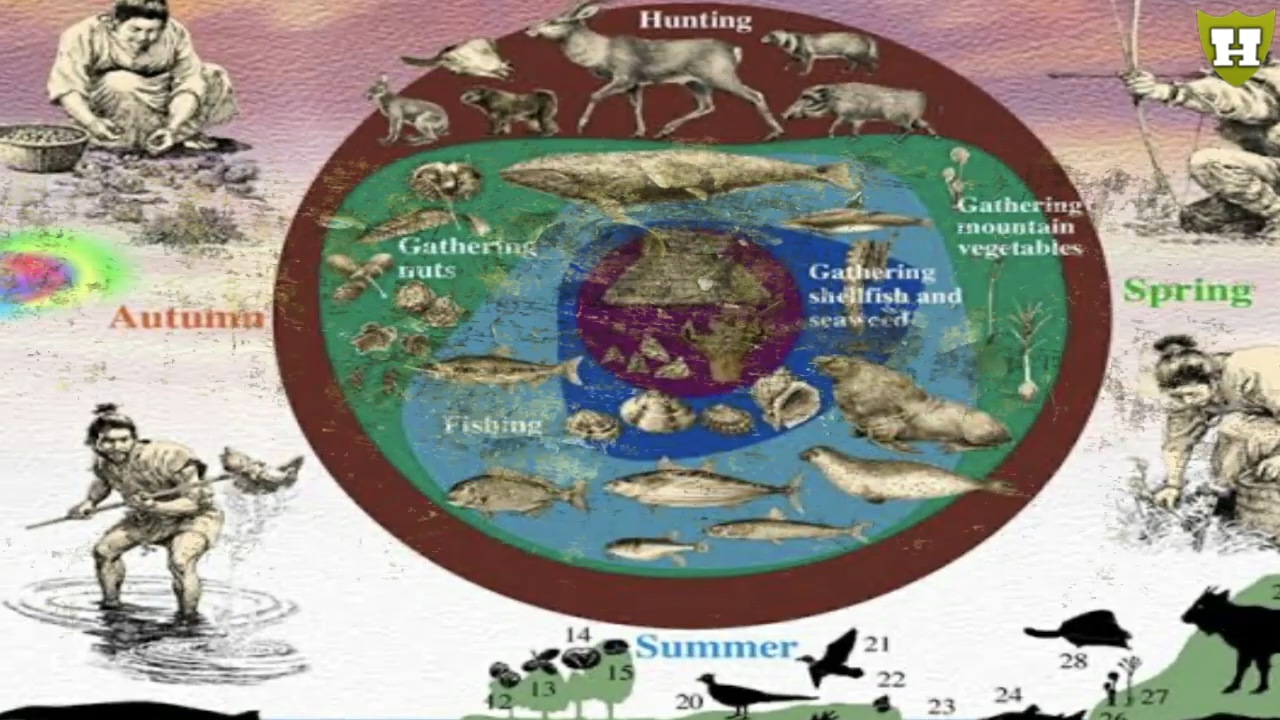 H
Hunting
Gathering
mountain
vegetables
Gathering
nuts
Gathering
shellfish and
seaweed
Spring
Autumn
Fishing
Summer
14
21
15
28
13
22
12
20
23
24
27
26